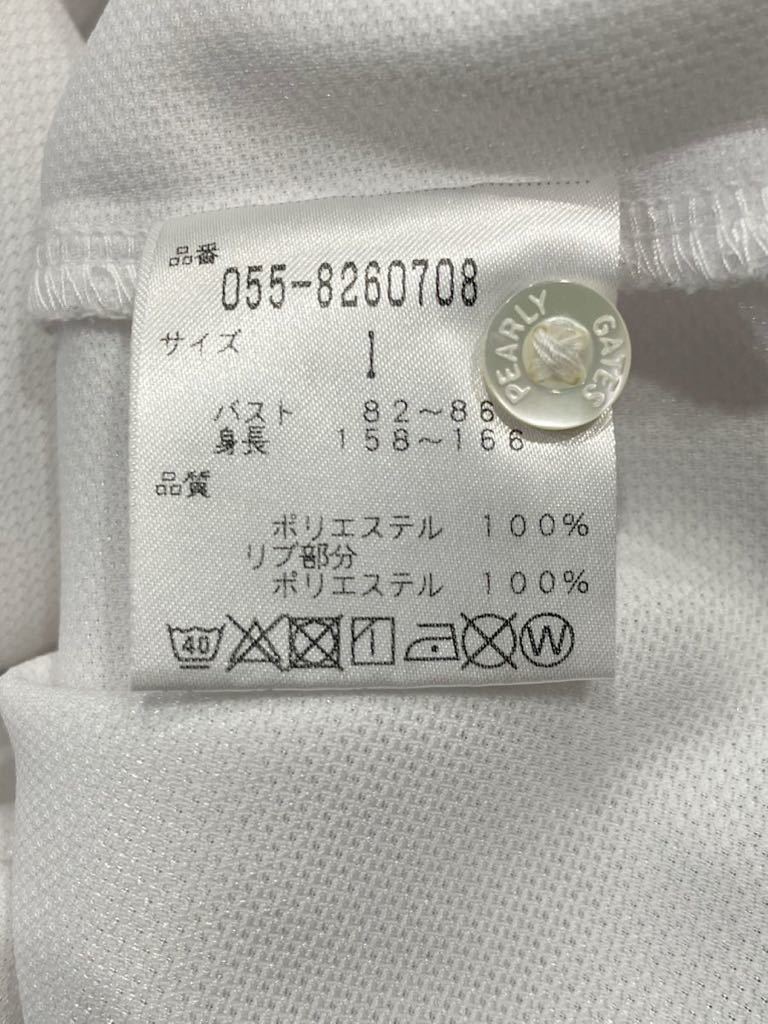 品番
055-8260708
サイズ 1
バスト 82~86
身長 158~166
品質
ポリエステル 100%
リブ部分
ポリエステル 100%
40
W
PEARLY GATES